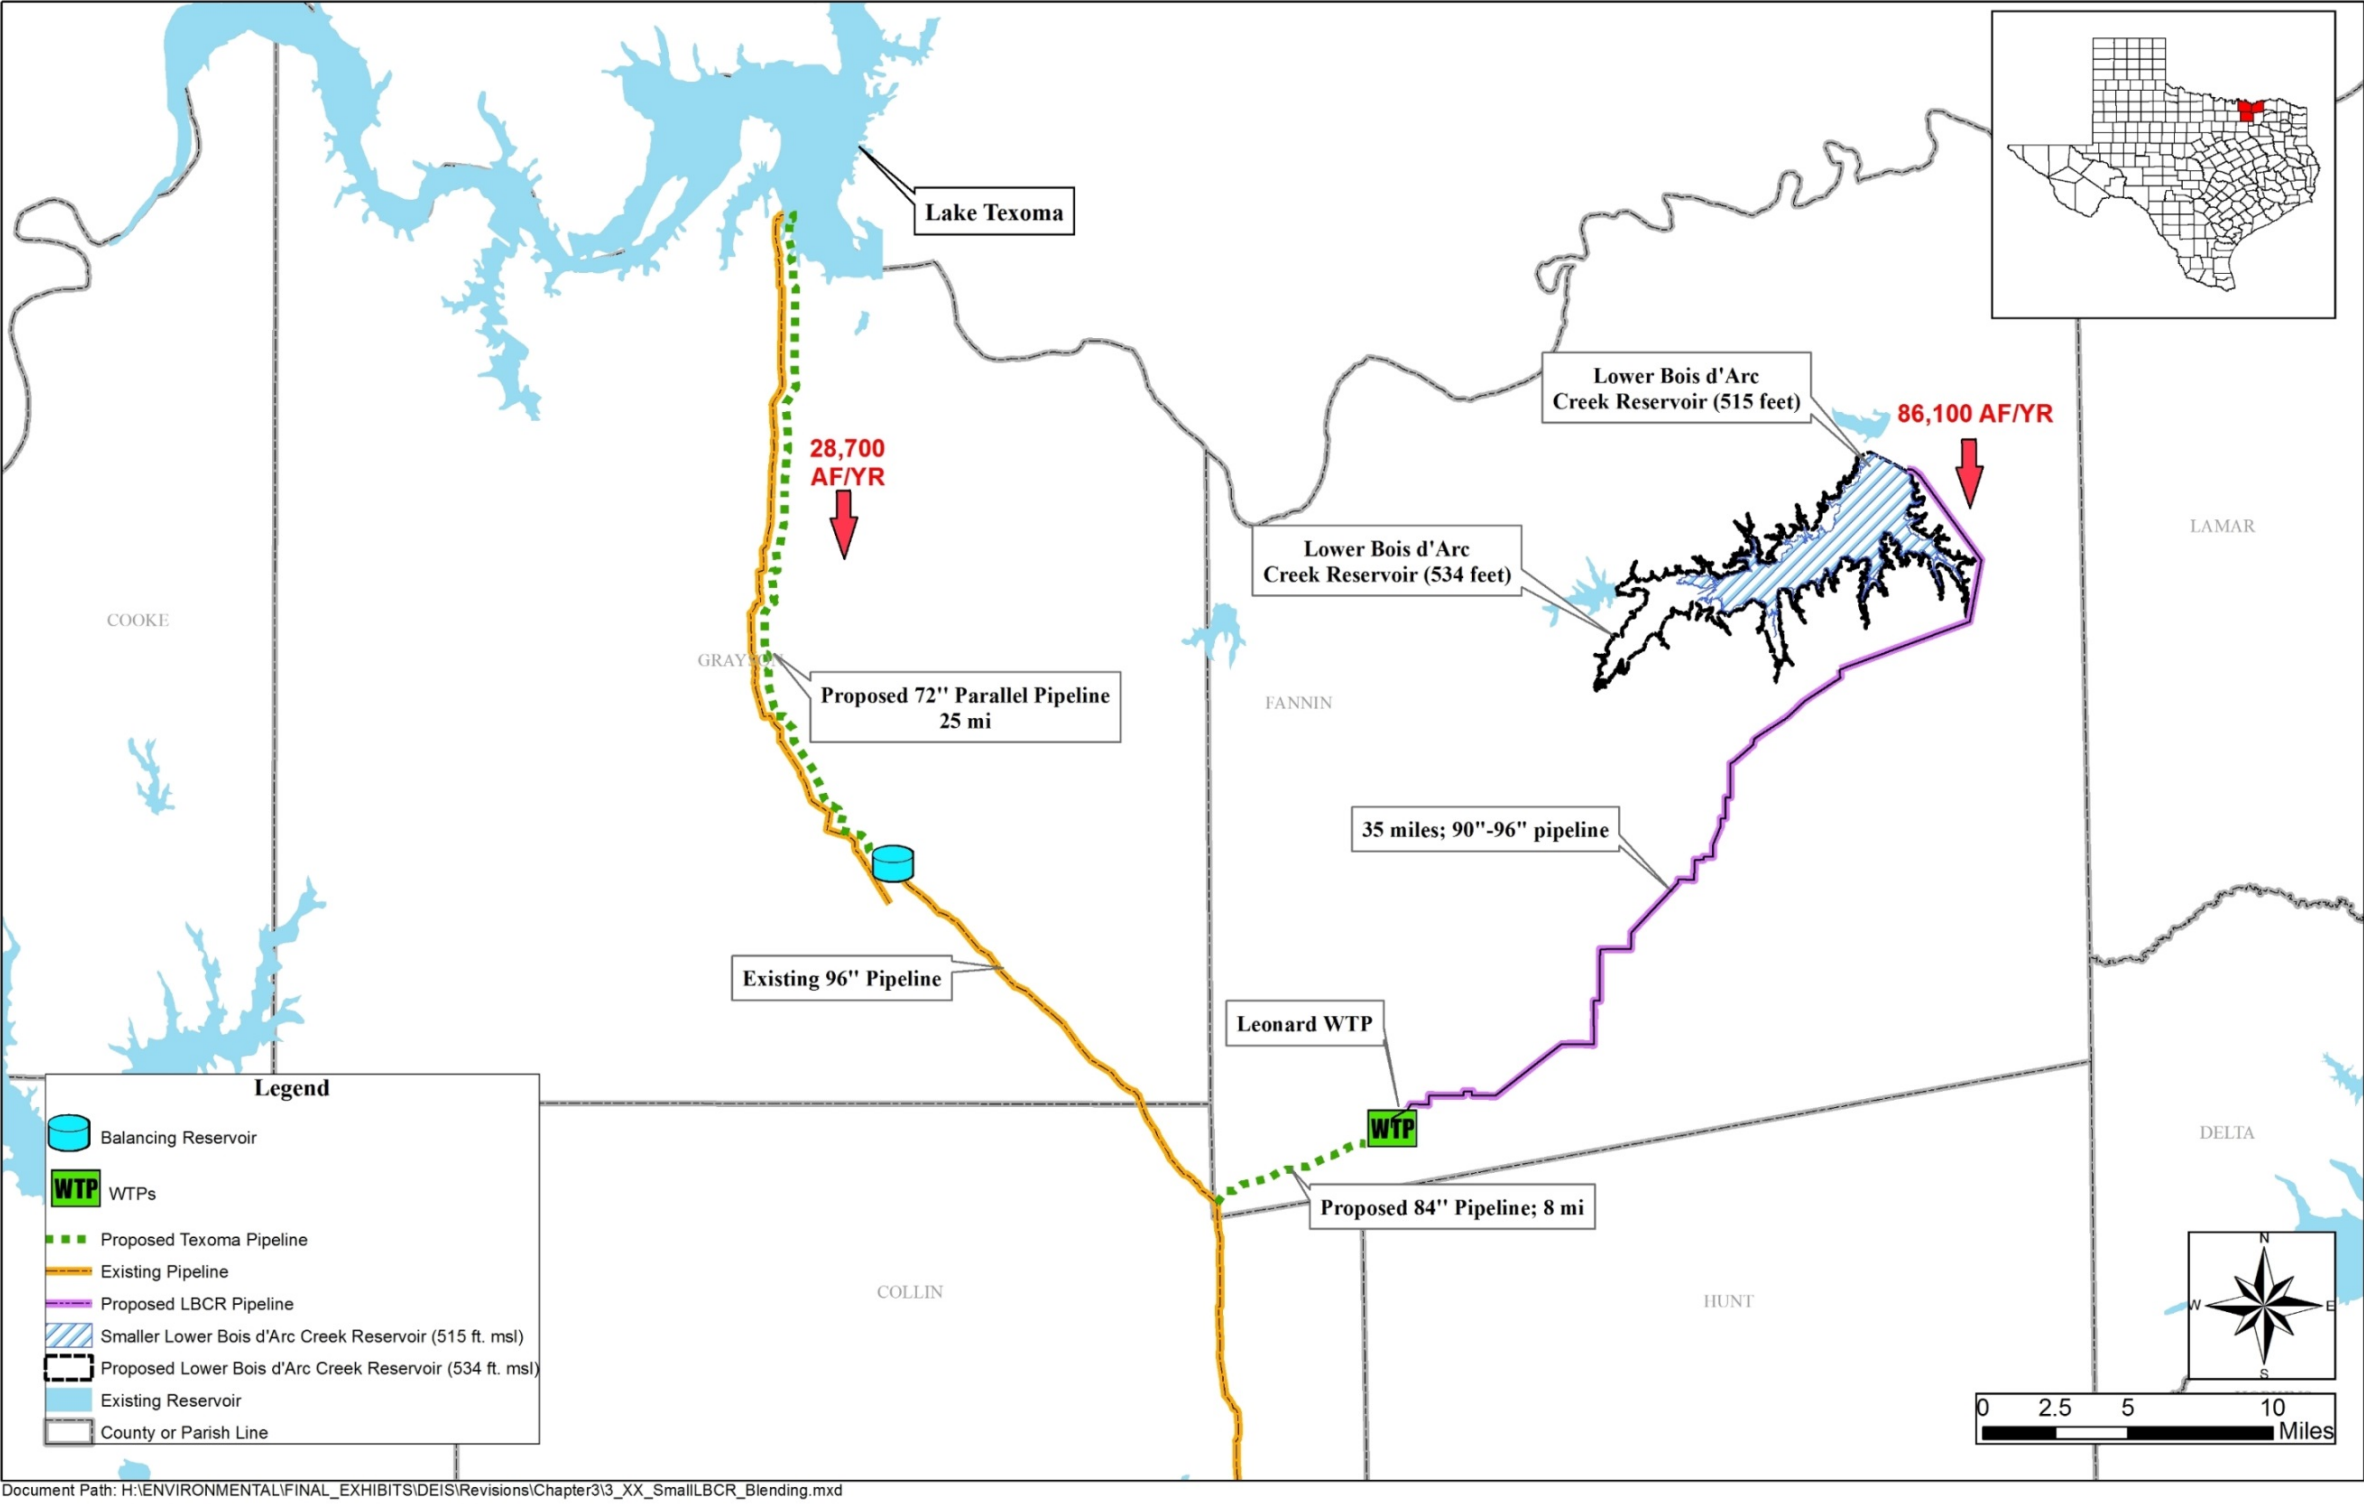 Lake Texoma
Lower Bois d'Arc
Creek Reservoir (515 feet)
86,100 AF/YR
28,700
AF/YR
LAMAR
Lower Bois d'Arc
Creek Reservoir (534 feet)
COOKE
GRAYSON
FANNIN
Proposed 72" Parallel Pipeline
25 mi
35 miles; 90"-96" pipeline
Existing 96" Pipeline
Leonard WTP
WTP
DELTA
Proposed 84" Pipeline; 8 mi
COLLIN
HUNT
Legend
Balancing Reservoir
WTP WTPs
Proposed Texoma Pipeline
Existing Pipeline
Proposed LBCR Pipeline
Smaller Lower Bois d'Arc Creek Reservoir (515 ft. msl)
Proposed Lower Bois d'Arc Creek Reservoir (534 ft. msl)
Existing Reservoir
County or Parish Line
N
W E
S
0 2.5 5 10
Miles
Document Path: H:\ENVIRONMENTAL\FINAL_EXHIBITS\DEIS\Revisions\Chapter3\3_XX_SmallLBCR_Blending.mxd